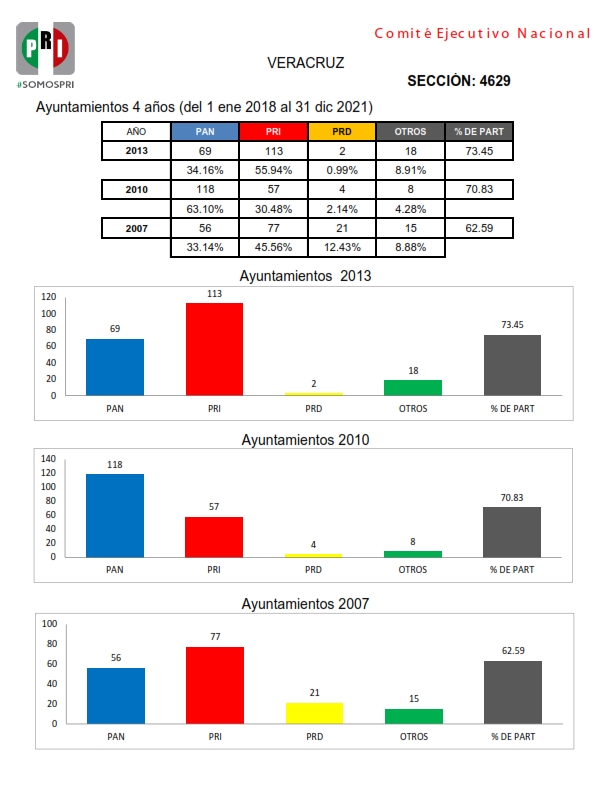 Comité Ejecutivo Nacional
PRI
#SOMOSPRI
VERACRUZ
SECCIÓN: 4629
Ayuntamientos 4 años (del 1 ene 2018 al 31 dic 2021)
AÑO PAN PRI PRD OTROS % DE PART
2013 69 113 2 18 73.45
34.16% 55.94% 0.99% 8.91%
2010 118 57 4 8 70.83
63.10% 30.48% 2.14% 4.28%
2007 56 77 21 15 62.59
33.14% 45.56% 12.43% 8.88%
Ayuntamientos 2013
120
100
80
60
40
20
0
69
113
2
18
73.45
PAN PRI PRD OTROS % DE PART
Ayuntamientos 2010
140
120
100
80
60
40
20
0
118
57
4
8
70.83
PAN PRI PRD OTROS % DE PART
Ayuntamientos 2007
100
80
60
40
20
0
56
77
21
15
62.59
PAN PRI PRD OTROS % DE PART